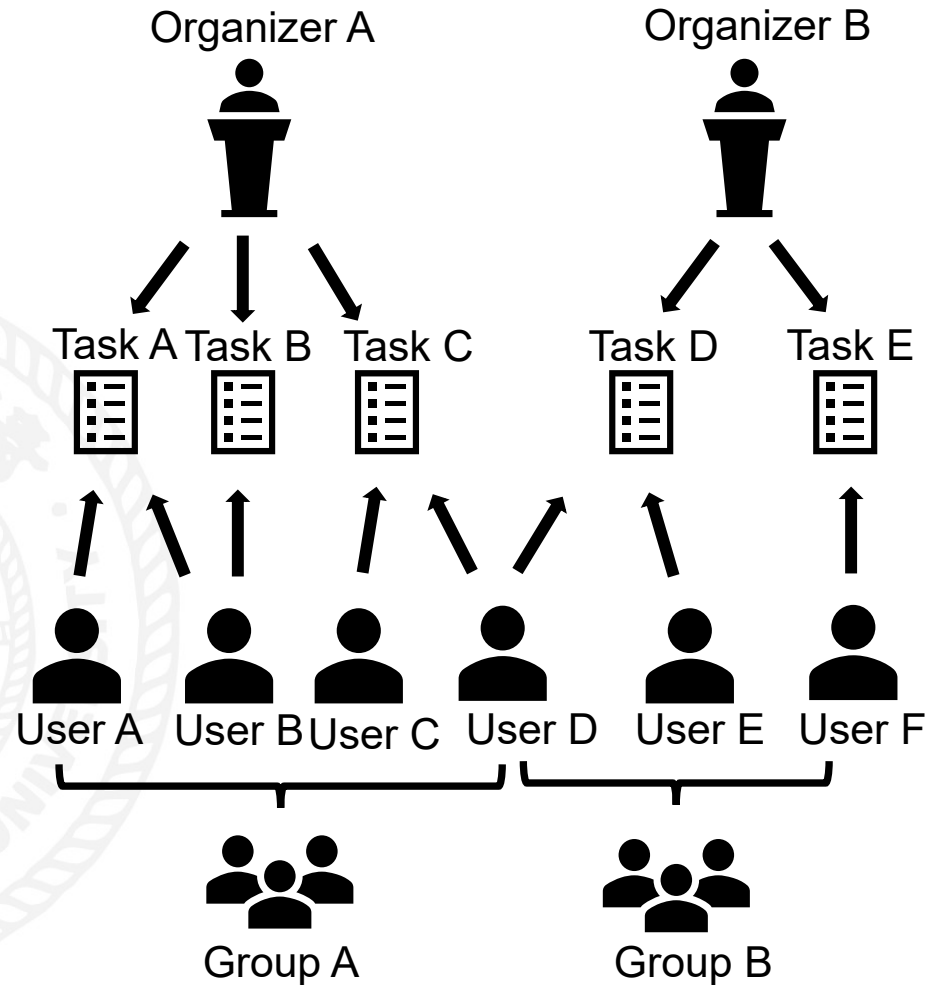 Organizer A
Organizer B
Task A
Task B
Task C
Task D
Task E
User A
User B
User C
User D
User E
User F
Group A
Group B